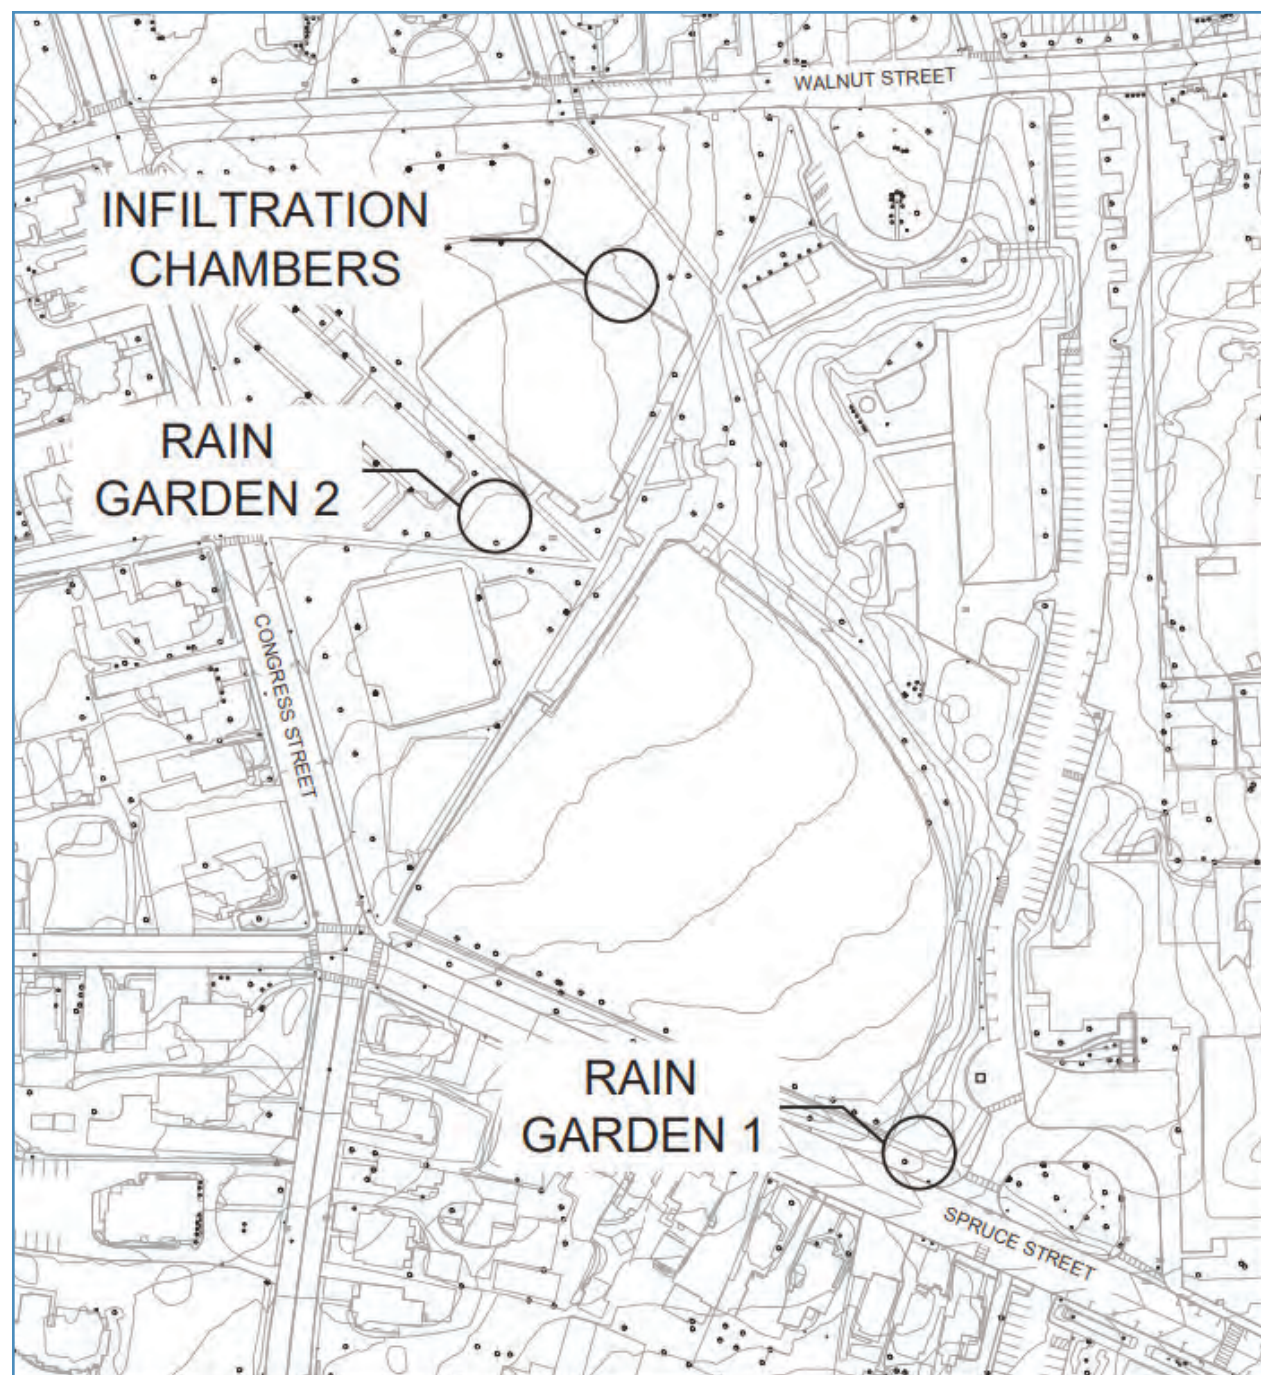 WALNUT STREET
INFILTRATION
CHAMBERS
RAIN
GARDEN 2
CONGRESS STREET
RAIN
GARDEN 1
SPRUCE STREET